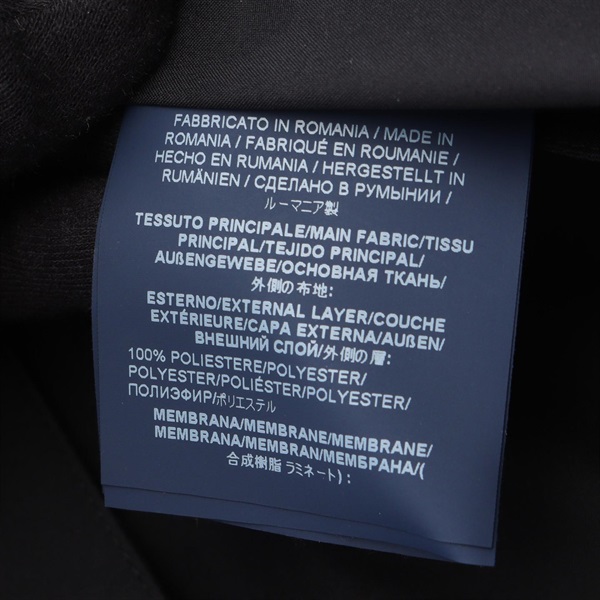 FABBRICATO IN ROMANIA / MADE IN
ROMANIA / FABRIQUÉ EN ROUMANIE /
HECHO EN RUMANIA / HERGESTELLT IN
RUMÄNIEN / СДЕЛАНО В РУМЫНИИ /
ルーマニア製
TESSUTO PRINCIPALE/MAIN FABRIC/TISSU
PRINCIPAL/TEJIDO PRINCIPAL/
AUßENGEWEBE/ОСНОВНАЯ ТКАНЬ/
外側の布地:
ESTERNO/EXTERNAL LAYER/COUCHE
EXTÉRIEURE/CAPA EXTERNA/AUßEN/
ВНЕШНИЙ СЛОЙ/外側の層:
100% POLIESTERE/POLYESTER/
POLYESTER/POLIÉSTER/POLYESTER/
ПОЛИЭФИР/ポリエステル
MEMBRANA/MEMBRANE/MEMBRANE/
MEMBRANA/MEMBRAN/МЕМБРАНА/(
合成樹脂 ラミネート):